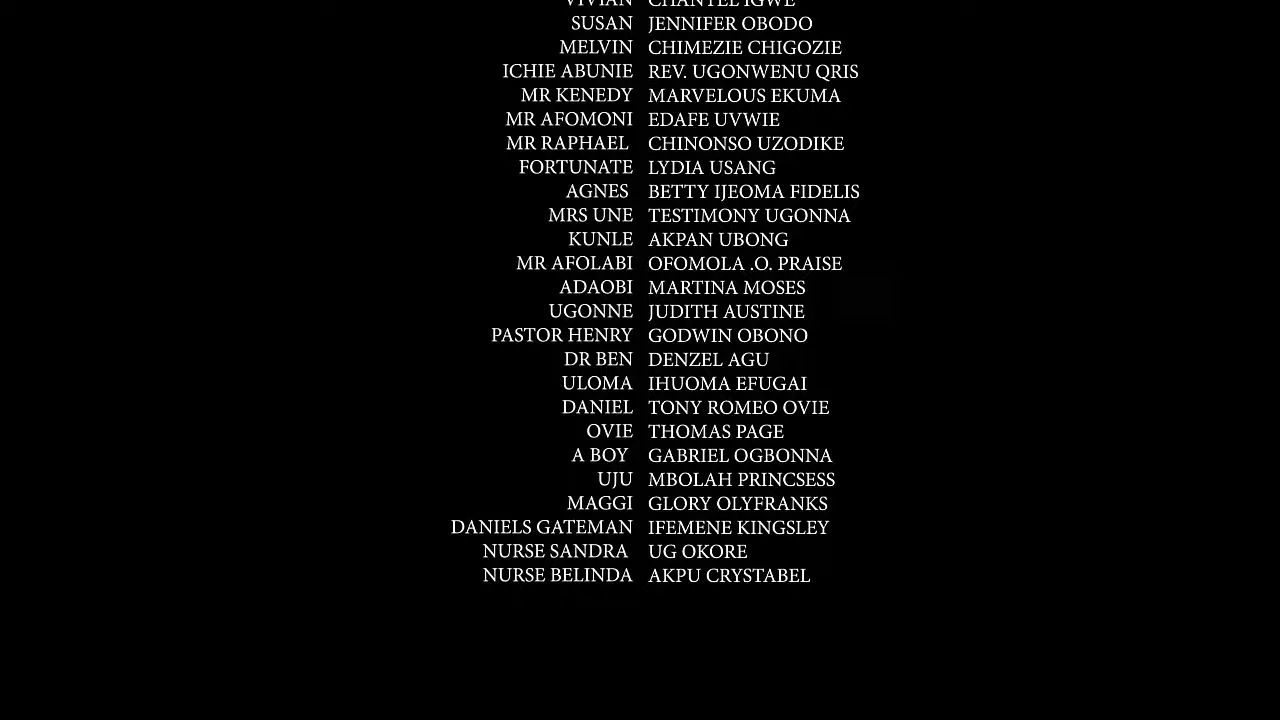 VIVIAN CHANTEL IGWE
SUSAN JENNIFER OBODO
MELVIN CHIMEZIE CHIGOZIE
ICHIE ABUNIE REV. UGONWENU QRIS
MR KENEDY MARVELOUS EKUMA
MR AFOMONI EDAFE UVWIE
MR RAPHAEL CHINONSO UZODIKE
FORTUNATE LYDIA USANG
AGNES BETTY IJEOMA FIDELIS
MRS UNE TESTIMONY UGONNA
KUNLE AKPAN UBONG
MR AFOLABI OFOMOLA .O. PRAISE
ADAOBI MARTINA MOSES
UGONNE JUDITH AUSTINE
PASTOR HENRY GODWIN OBONO
DR BEN DENZEL AGU
ULOMA IHUOMA EFUGAI
DANIEL TONY ROMEO OVIE
OVIE THOMAS PAGE
A BOY GABRIEL OGBONNA
UJU MBOLAH PRINCSESS
MAGGI GLORY OLYFRANKS
DANIELS GATEMAN IFEMENE KINGSLEY
NURSE SANDRA UG OKORE
NURSE BELINDA AKPU CRYSTABEL